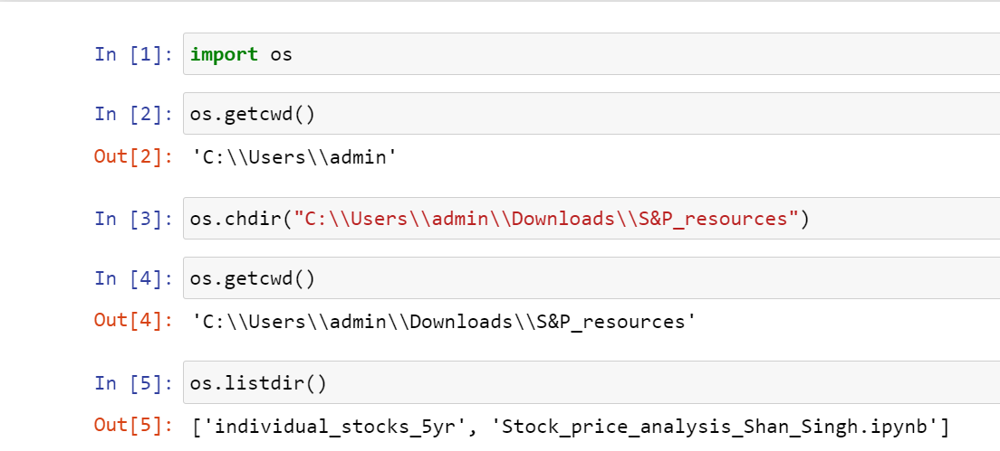 In [1]: import os
In [2]: os.getcwd()
Out[2]: 'C:\\Users\\admin'
In [3]: os.chdir("C:\\Users\\admin\\Downloads\\S&P_resources")
In [4]: os.getcwd()
Out[4]: 'C:\\Users\\admin\\Downloads\\S&P_resources'
In [5]: os.listdir()
Out[5]: ['individual_stocks_5yr', 'Stock_price_analysis_Shan_Singh.ipynb']